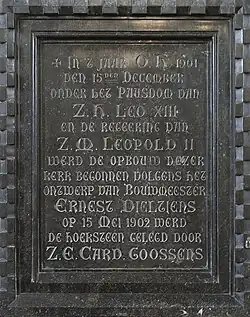 + In 't jaar O. H. 1901
den 15den December
onder het Pausdom van
Z. H. Leo XIII
en de regeering van
Z. M. Leopold II
werd de opbouw dezer
kerk begonnen volgens het
ontwerp van Bouwmeester
Ernest Dieltiens
op 15 Mei 1902 werd
de hoeksteen gelegd door
Z. E. Card. Goossens